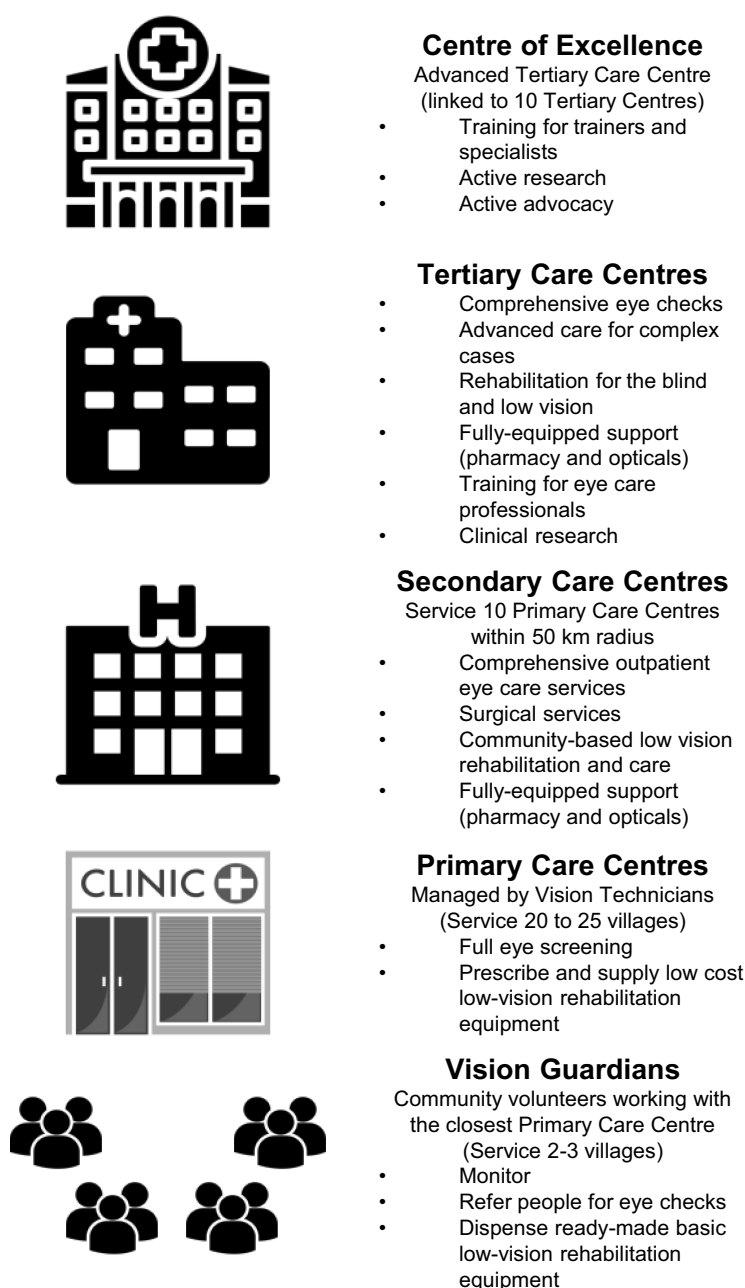 Centre of Excellence
Advanced Tertiary Care Centre
(linked to 10 Tertiary Centres)
• Training for trainers and
specialists
• Active research
• Active advocacy
Tertiary Care Centres
• Comprehensive eye checks
• Advanced care for complex
cases
• Rehabilitation for the blind
and low vision
• Fully-equipped support
(pharmacy and opticals)
• Training for eye care
professionals
• Clinical research
H
Secondary Care Centres
Service 10 Primary Care Centres
within 50 km radius
• Comprehensive outpatient
eye care services
• Surgical services
• Community-based low vision
rehabilitation and care
• Fully-equipped support
(pharmacy and opticals)
CLINIC
Primary Care Centres
Managed by Vision Technicians
(Service 20 to 25 villages)
• Full eye screening
• Prescribe and supply low cost
low-vision rehabilitation
equipment
Vision Guardians
Community volunteers working with
the closest Primary Care Centre
(Service 2-3 villages)
• Monitor
• Refer people for eye checks
• Dispense ready-made basic
low-vision rehabilitation
equipment